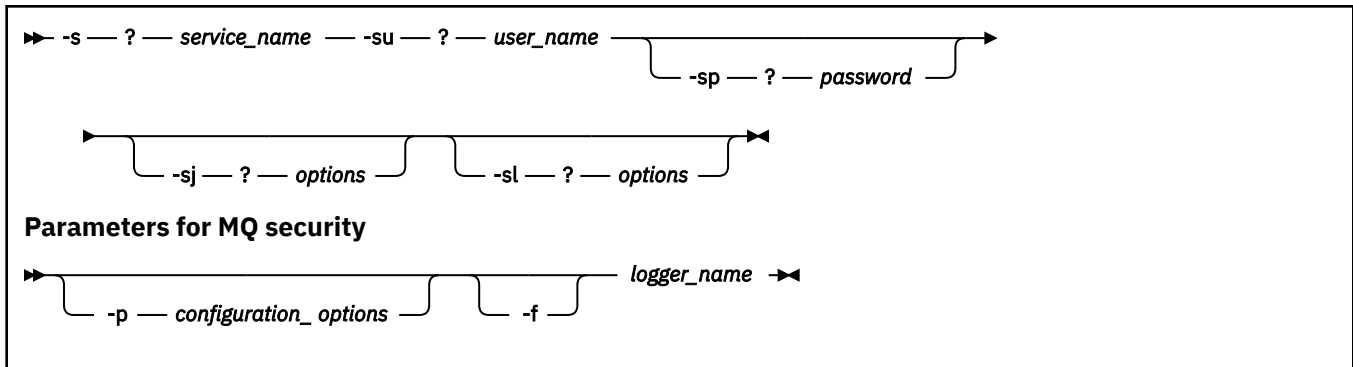 -s ? service_name -su ? user_name
-sp ? password
-sj ? options -sl ? options
Parameters for MQ security
logger_name
-p configuration_ options -f